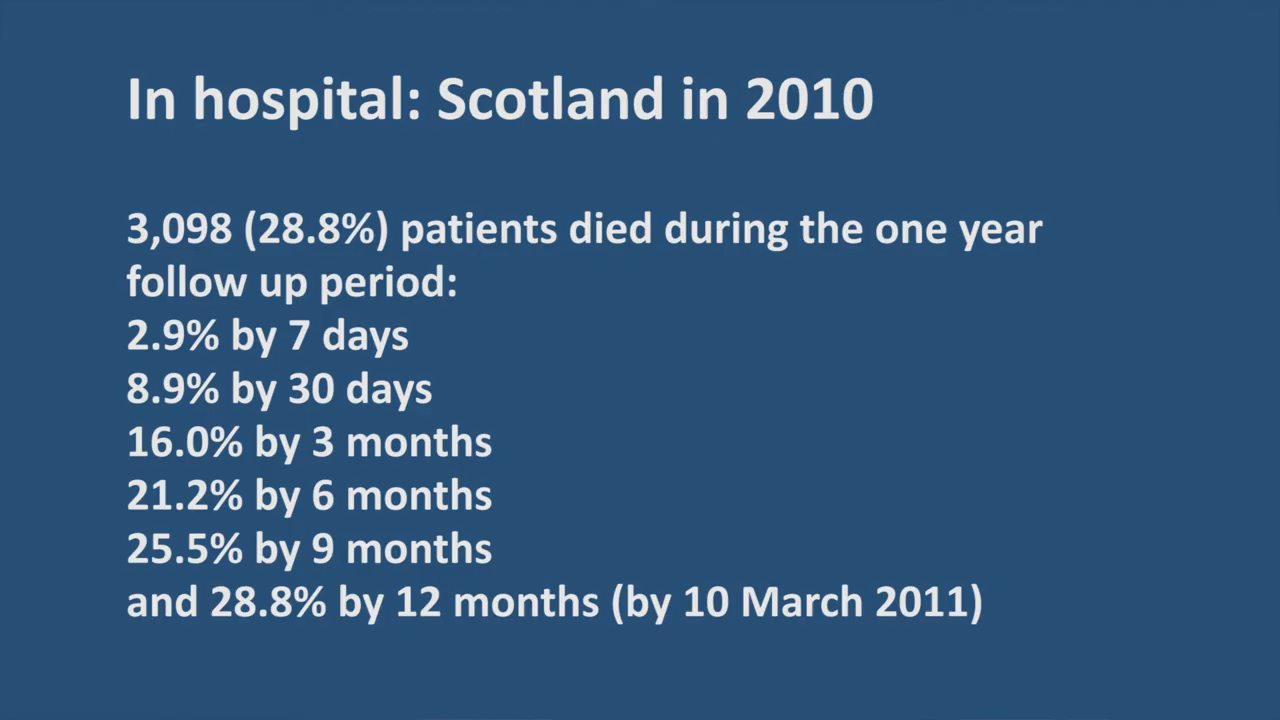 In hospital: Scotland in 2010
3,098 (28.8%) patients died during the one year
follow up period:
2.9% by 7 days
8.9% by 30 days
16.0% by 3 months
21.2% by 6 months
25.5% by 9 months
and 28.8% by 12 months (by 10 March 2011)